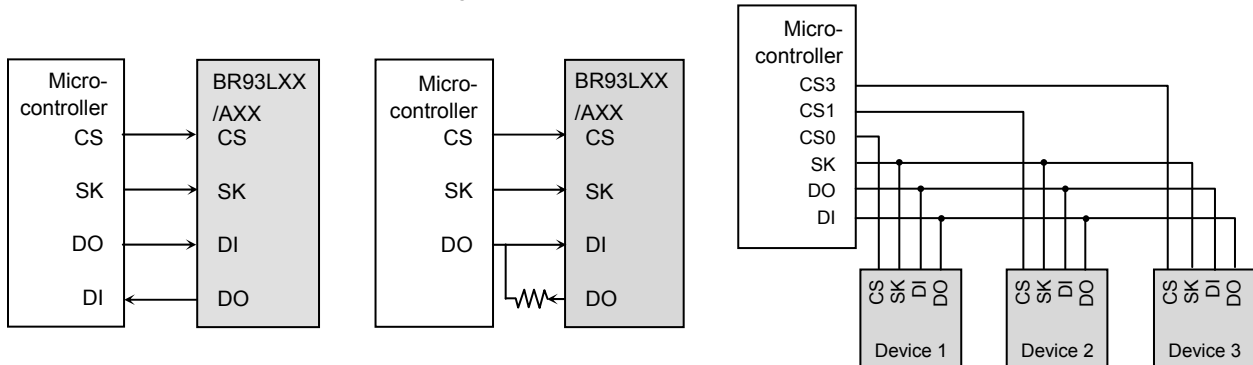 Micro-
controller
CS
SK
DO
DI
BR93LXX
/AXX
CS
SK
DI
DO
Micro-
controller
CS
SK
DO
BR93LXX
/AXX
CS
SK
DI
DO
Micro-
controller
CS3
CS1
CS0
SK
DO
DI
CS
SK
DI
DO
Device 1
CS
SK
DI
DO
Device 2
CS
SK
DI
DO
Device 3